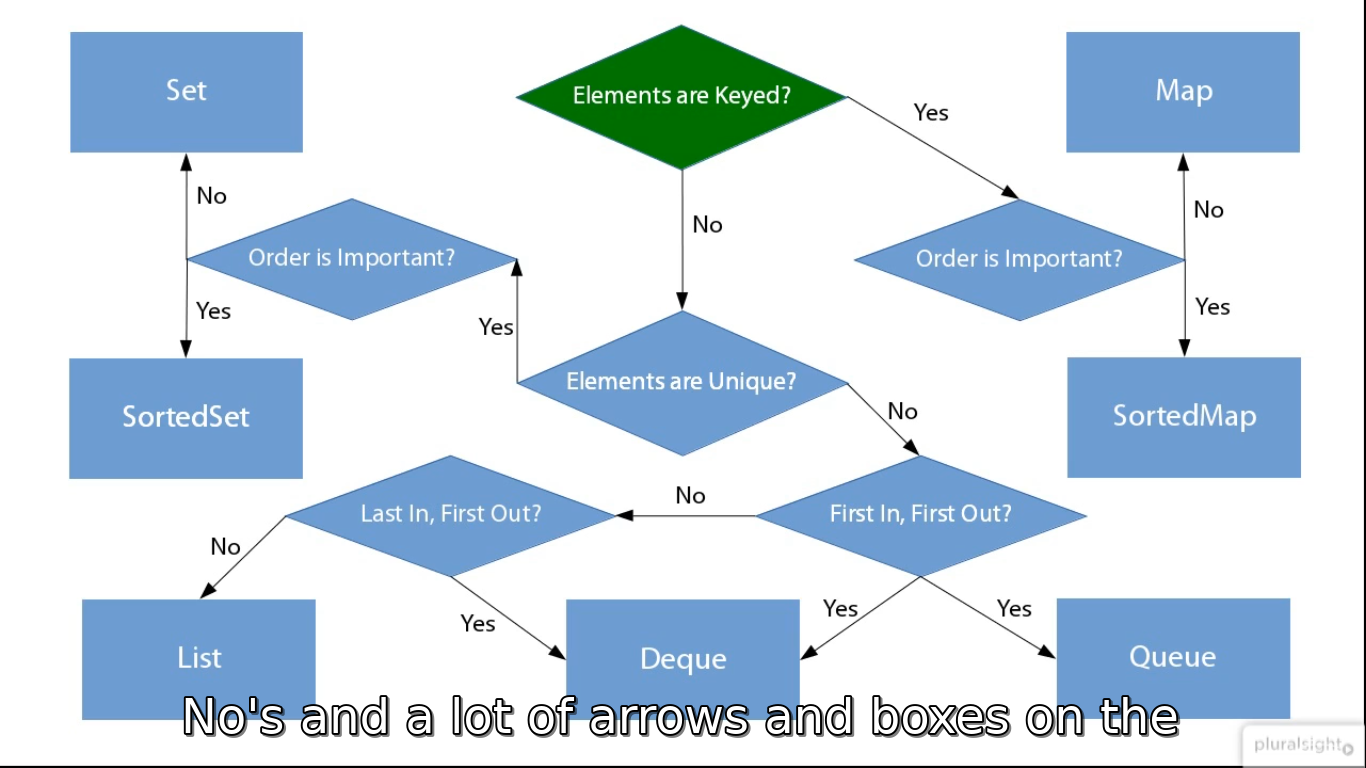 Set
Elements are Keyed?
Map
Yes
No
No
No
Order is Important?
Order is Important?
Yes
Yes
Yes
Elements are Unique?
No
SortedSet
SortedMap
No
Last In, First Out?
First In, First Out?
No
Yes
Yes
Yes
List
Deque
Queue
No's and a lot of arrows and boxes on the
pluralsight